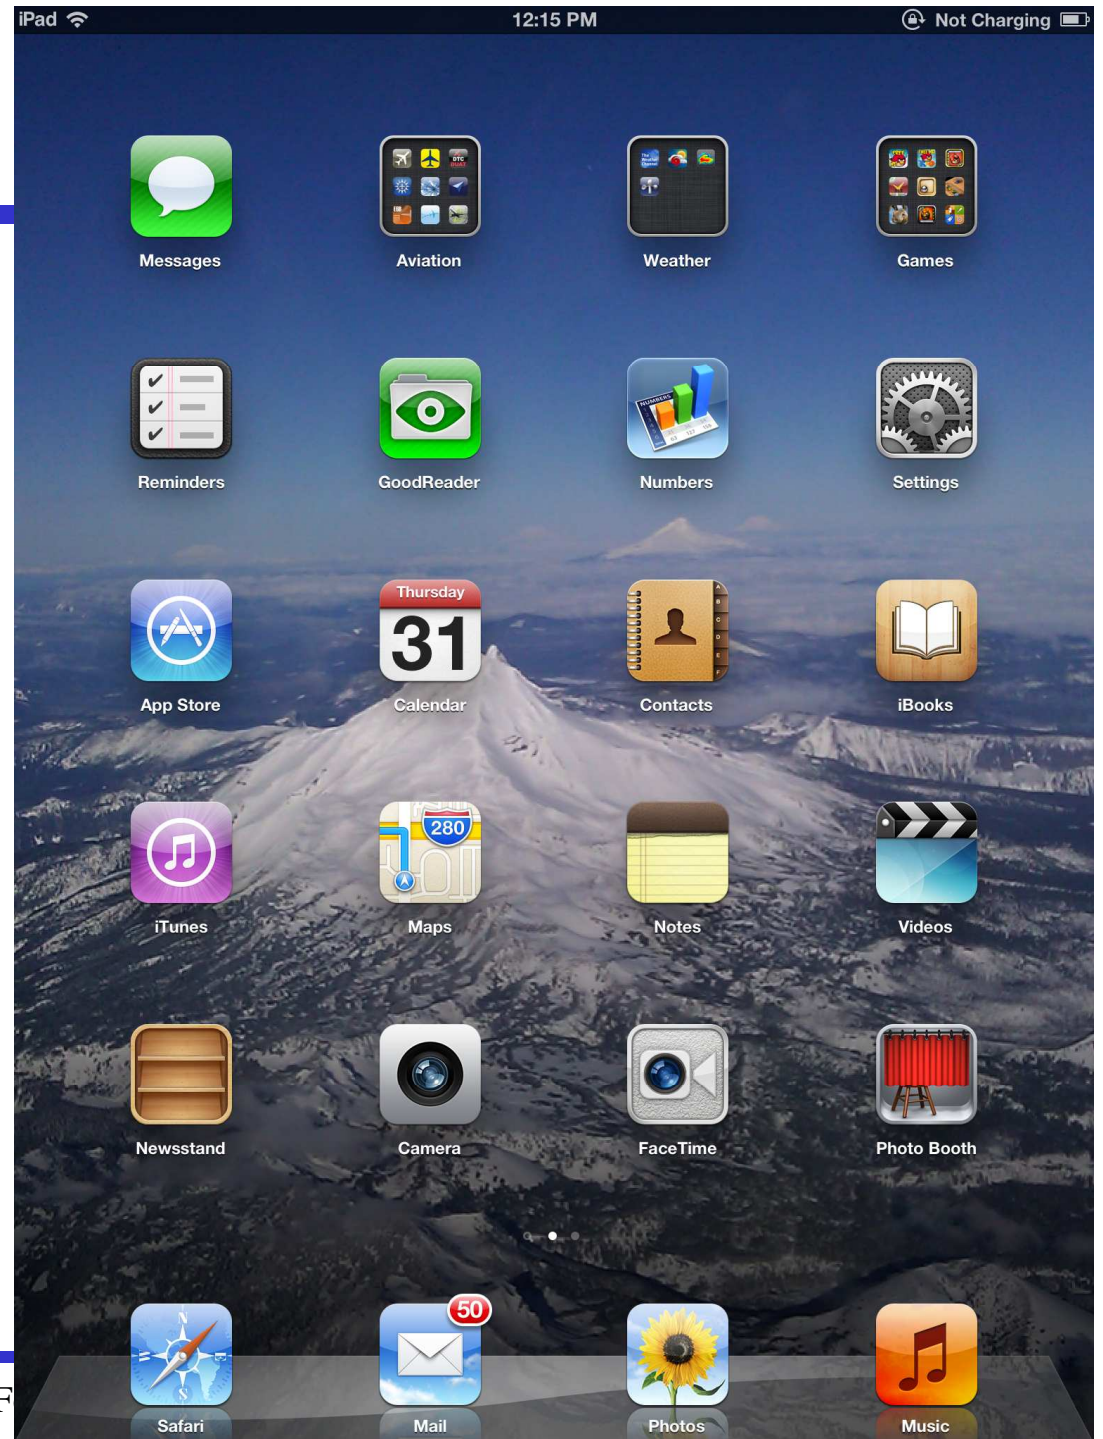 iPad 12:15 PM Not Charging
Messages Aviation Weather Games
Reminders GoodReader Numbers Settings
Thursday
31
App Store Calendar Contacts iBooks
280
iTunes Maps Notes Videos
Newsstand Camera FaceTime Photo Booth
50
F
Safari Mail Photos Music